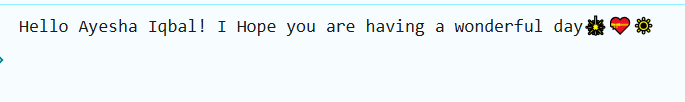 Hello Ayesha Iqbal! I Hope you are having a wonderful day🌟💝🌞